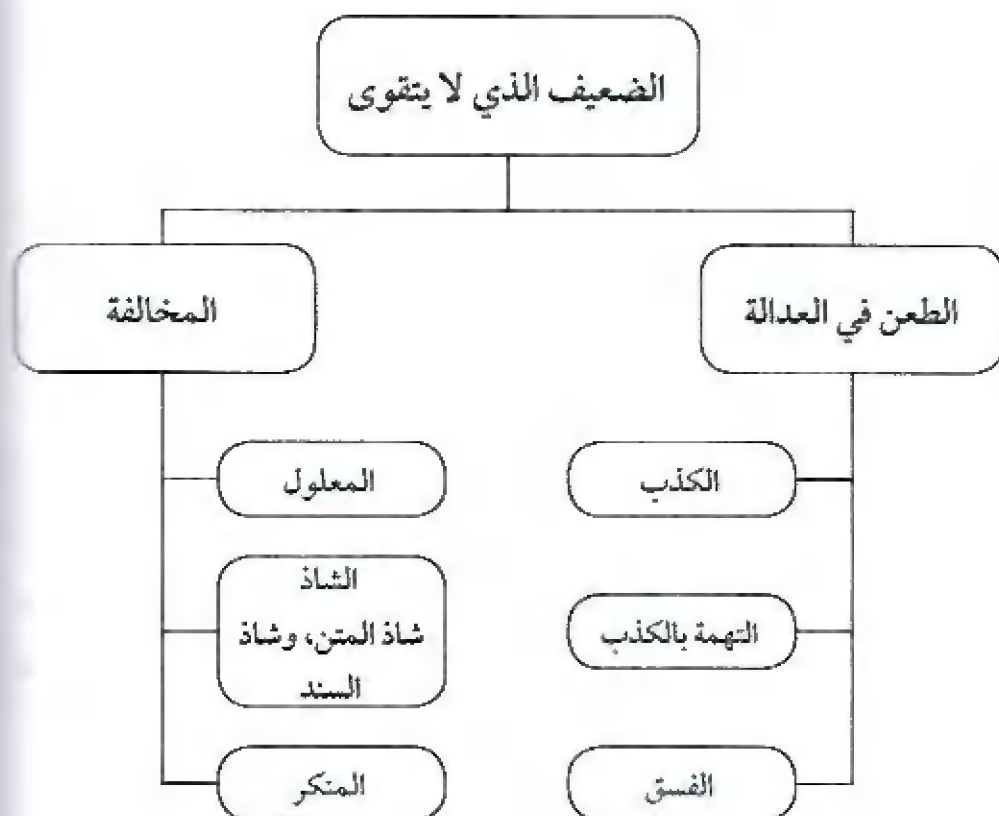 الضعيف الذي لا يتقوى
الطعن في العدالة
الكذب
التهمة بالكذب
الفسق
المخالفة
المعلول
الشاذ
شاذ المتن، وشاذ
السند
المنكر